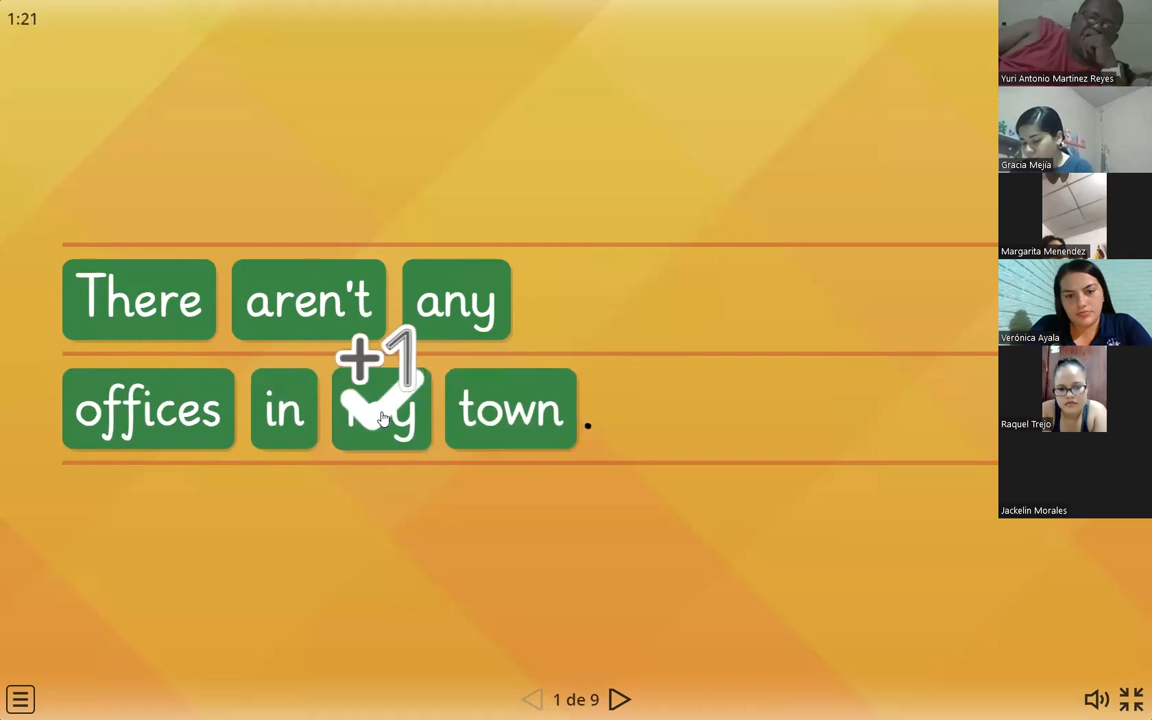 1:21
There aren't any
+1
offices in my town .
1 de 9
Yuri Antonio Martinez Reyes
Gracia Mejía
Margarita Menendez
Verónica Ayala
Raquel Trejo
Jackelin Morales